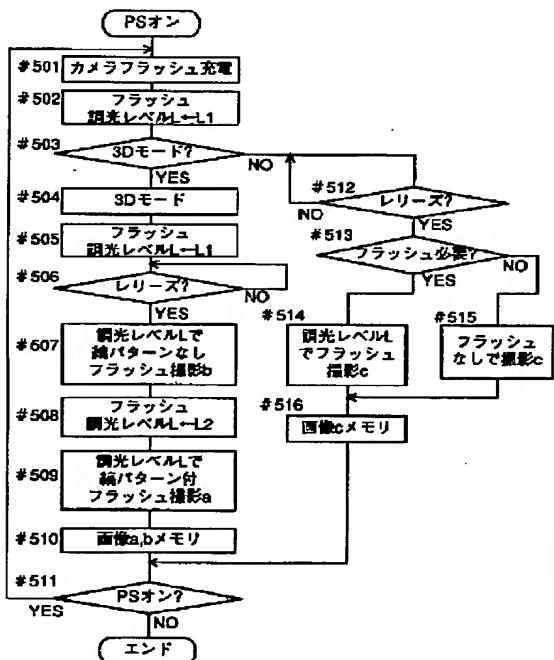 PSオン
#501
カメラフラッシュ充電
#502
フラッシュ
調光レベルL←L1
#503
3Dモード?
NO
YES
#504
3Dモード
#505
フラッシュ
調光レベルL←L1
#506
レリーズ?
NO
YES
#507
調光レベルLで
縞パターンなし
フラッシュ撮影b
#508
フラッシュ
調光レベルL←L2
#509
調光レベルLで
縞パターン付
フラッシュ撮影a
#510
画像a,bメモリ
#511
PSオン?
YES
NO
エンド
#512
レリーズ?
NO
YES
#513
フラッシュ必要?
NO
YES
#514
調光レベルL
でフラッシュ
撮影c
#515
フラッシュ
なしで撮影c
#516
画像cメモリ